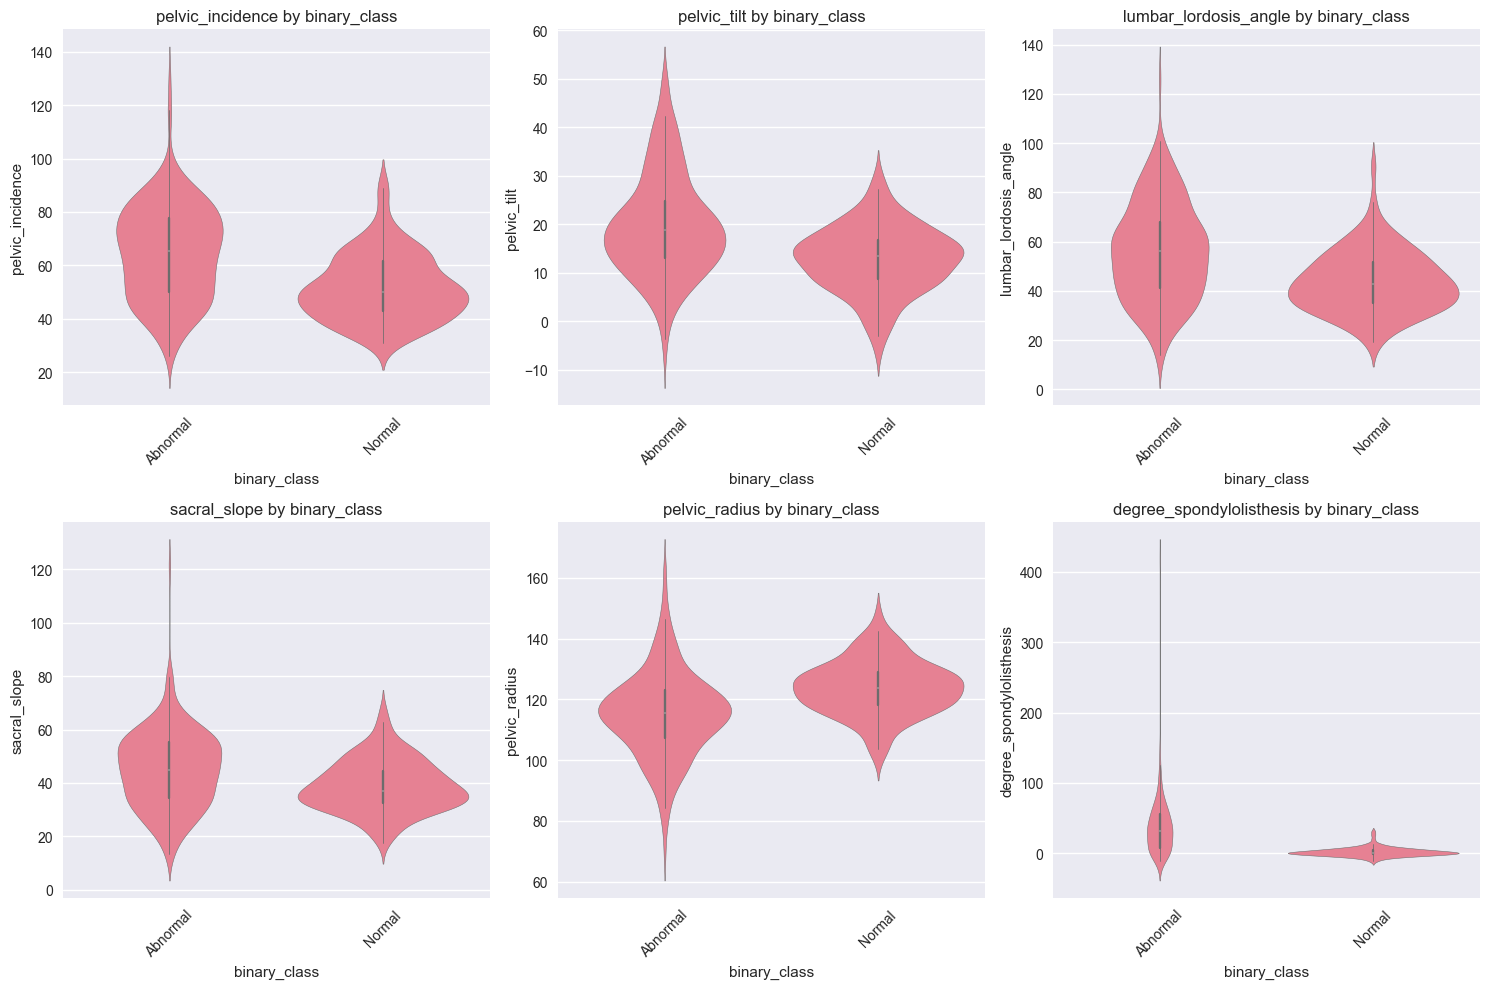 pelvic_incidence by binary_class
pelvic_incidence
140
120
100
80
60
40
20
Abnormal
Normal
binary_class
pelvic_tilt by binary_class
pelvic_tilt
60
50
40
30
20
10
0
−10
Abnormal
Normal
binary_class
lumbar_lordosis_angle by binary_class
lumbar_lordosis_angle
140
120
100
80
60
40
20
0
Abnormal
Normal
binary_class
sacral_slope by binary_class
sacral_slope
120
100
80
60
40
20
0
Abnormal
Normal
binary_class
pelvic_radius by binary_class
pelvic_radius
160
140
120
100
80
60
Abnormal
Normal
binary_class
degree_spondylolisthesis by binary_class
degree_spondylolisthesis
400
300
200
100
0
Abnormal
Normal
binary_class